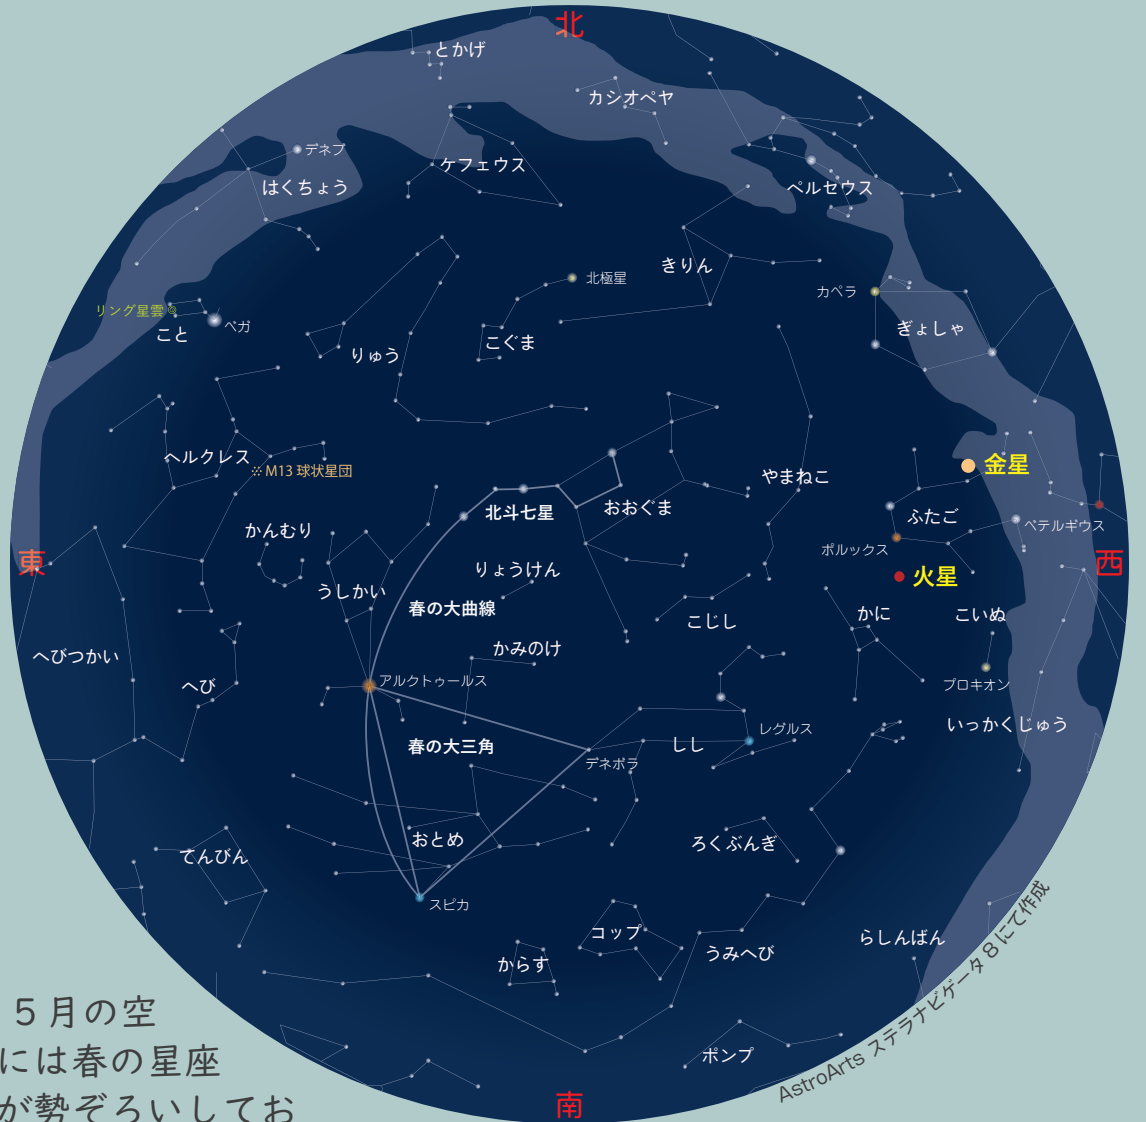 北
とかげ
カシオペヤ
デネブ
ケフェウス
はくちょう
ペルセウス
きりん
北極星
カペラ
リング星雲
ベガ
こと
ぎょしゃ
こぐま
りゅう
ヘルクレス
M13 球状星団
金星
やまねこ
おおぐま
北斗七星
ふたご
ベテルギウス
かんむり
ポルックス
東
西
りょうけん
火星
うしかい
春の大曲線
かに
こいぬ
こじし
かみのけ
へびつかい
アルクトゥールス
へび
プロキオン
いっかくじゅう
レグルス
春の大三角
しし
デネボラ
おとめ
ろくぶんぎ
てんびん
スピカ
コップ
らしんばん
うみへび
からす
ポンプ
AstroArts ステラナビゲータ8にて作成
南
５月の空
には春の星座
が勢ぞろいしてお